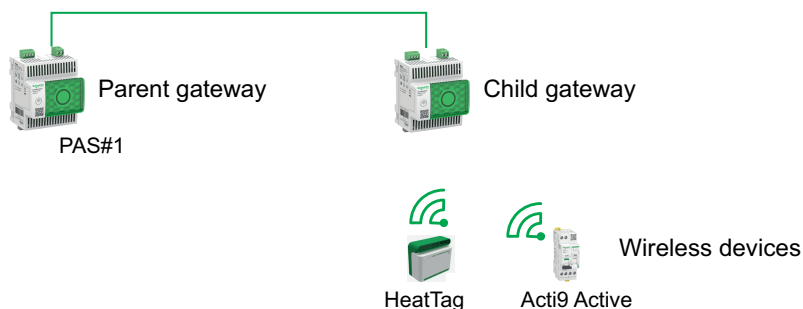 Parent gateway
Child gateway
PAS#1
Wireless devices
HeatTag
Acti9 Active